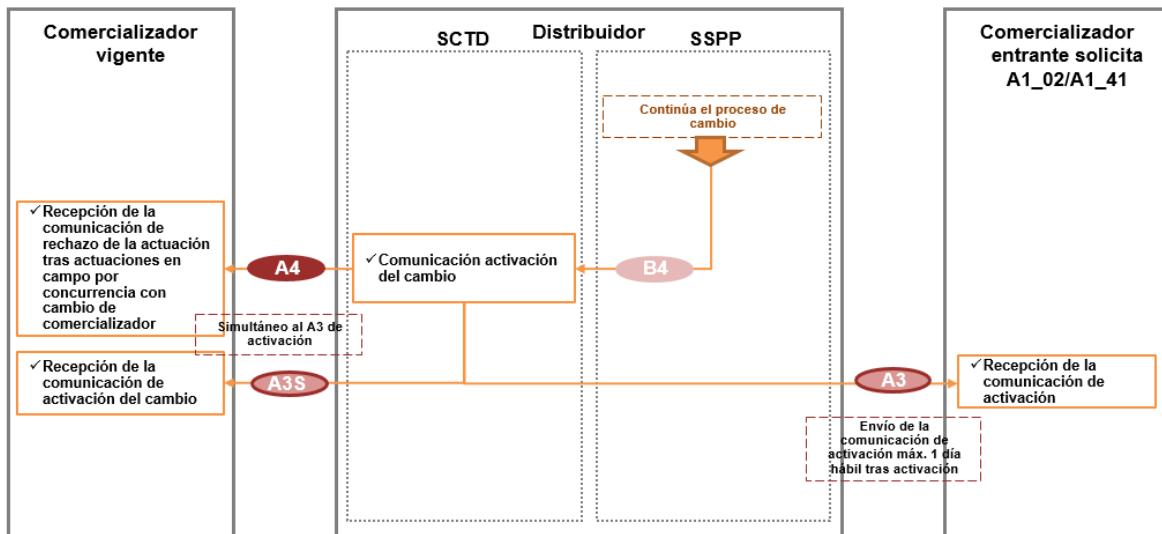 Comercializador
vigente
Distribuidor
SCTD
SSPP
Comercializador
entrante solicita
A1_02/A1_41
Continúa el proceso de
cambio
✓Recepción de la
comunicación de
rechazo de la actuación
tras actuaciones en
campo por
concurrencia con
cambio de
comercializador
A4
✓Comunicación activación
del cambio
B4
Simultáneo al A3 de
activación
✓Recepción de la
comunicación de
activación del cambio
A3S
A3
✓Recepción de la
comunicación de
activación
Envío de la
comunicación de
activación máx. 1 día
hábil tras activación